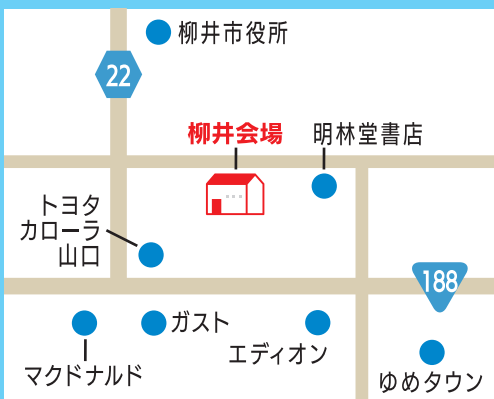 柳井市役所
22
柳井会場
明林堂書店
トヨタ
カローラ
山口
188
ガスト
エディオン
マクドナルド
ゆめタウン